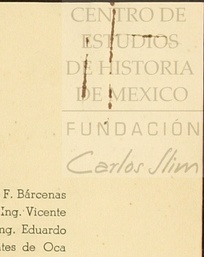 CENTRO DE
ESTUDIOS
DE HISTORIA
DE MEXICO
FUNDACIÓN
Carlos Slim
F. Bárcenas
Ing. Vicente
ng. Eduardo
ntes de Oca